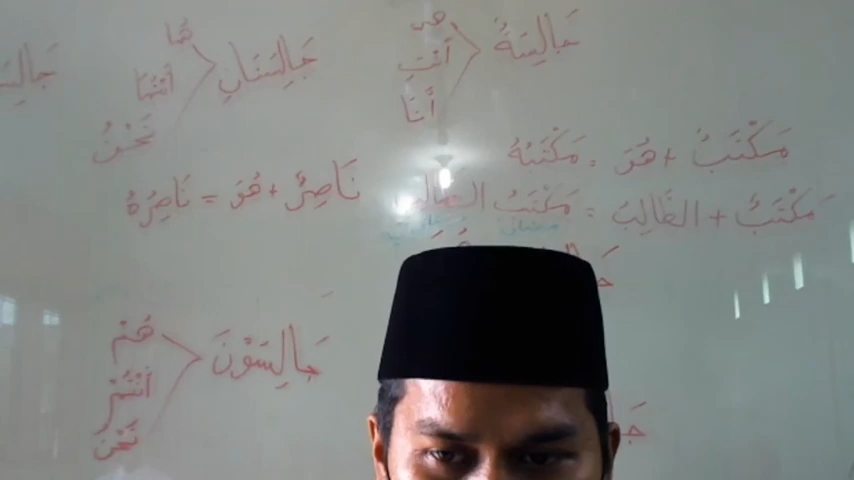 جَالِسَةٌ
هِيَ
أَنْتِ
أَنَا
جَالِسَتَانِ
هُمَا
أَنْتُمَا
نَحْنُ
مَكْتَبٌ + هُوَ = مَكْتَبُهُ
مَكْتَبٌ + الطَّالِبُ = مَكْتَبُ الطَّالِبِ
نَاصِرٌ + هُوَ = نَاصِرُهُ
جَالِسُوْنَ
هُمْ
أَنْتُمْ
نَحْنُ